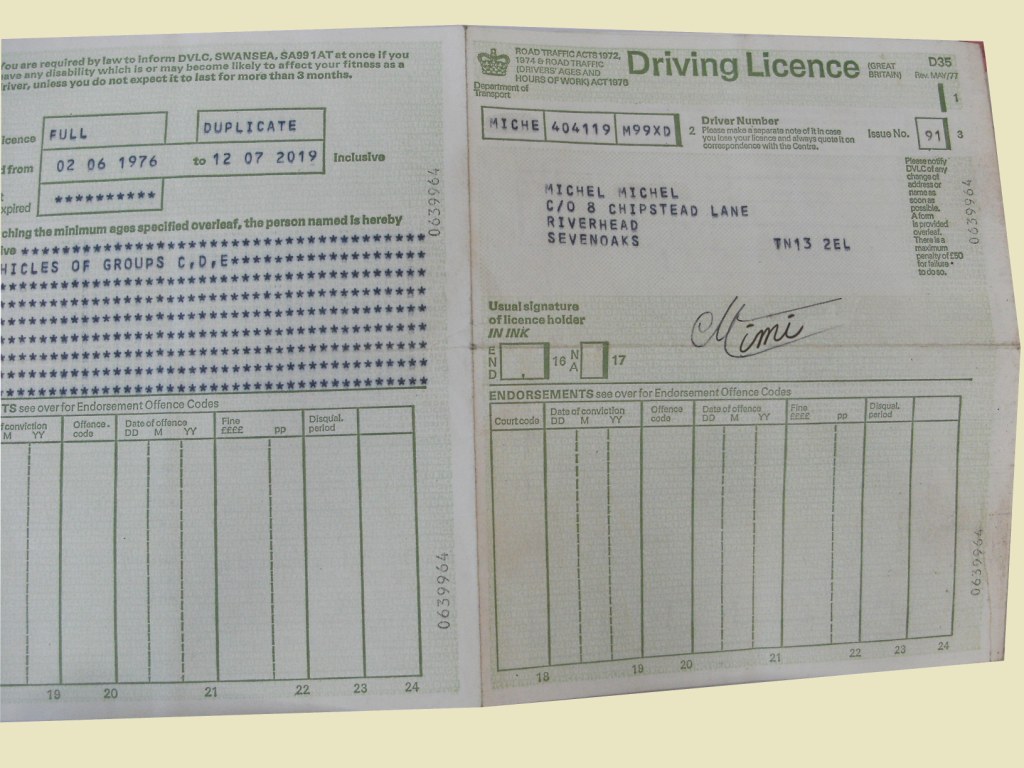 You are required by law to inform DVLC, SWANSEA, SA99 1AT at once if you
have any disability which is or may become likely to affect your fitness as a
driver, unless you do not expect it to last for more than 3 months.
licence FULL DUPLICATE
from 02 06 1976 to 12 07 2019 Inclusive
expired **********
ching the minimum ages specified overleaf, the person named is hereby
HICLES OF GROUPS C,D,E
0639964
TS see over for Endorsement Offence Codes
f conviction Offence code Date of offence Fine Disqual. period
M YY DD M YY ££££ pp
0639964
19 20 21 22 23 24
ROAD TRAFFIC ACTS 1972,
1974 & ROAD TRAFFIC
(DRIVERS' AGES AND
HOURS OF WORK) ACT 1976
Department of
Transport
Driving Licence (GREAT BRITAIN)
D35
Rev. MAY/77
1
MICHE 404119 M99XD 2
Driver Number
Please make a separate note of it in case
you lose your licence and always quote it on
correspondence with the Centre.
Issue No. 91 3
MICHEL MICHEL
C/O 8 CHIPSTEAD LANE
RIVERHEAD
SEVENOAKS TN13 2EL
Please notify
DVLC of any
change of
address or
name as
soon as
possible.
A form
is provided
overleaf.
There is a
maximum
penalty of £50
for failure
to do so.
0639964
Usual signature
of licence holder
IN INK
Mimi
END 16 NA 17
ENDORSEMENTS see over for Endorsement Offence Codes
Court code Date of conviction Offence code Date of offence Fine Disqual. period
DD M YY DD M YY ££££ pp
0639964
18 19 20 21 22 23 24